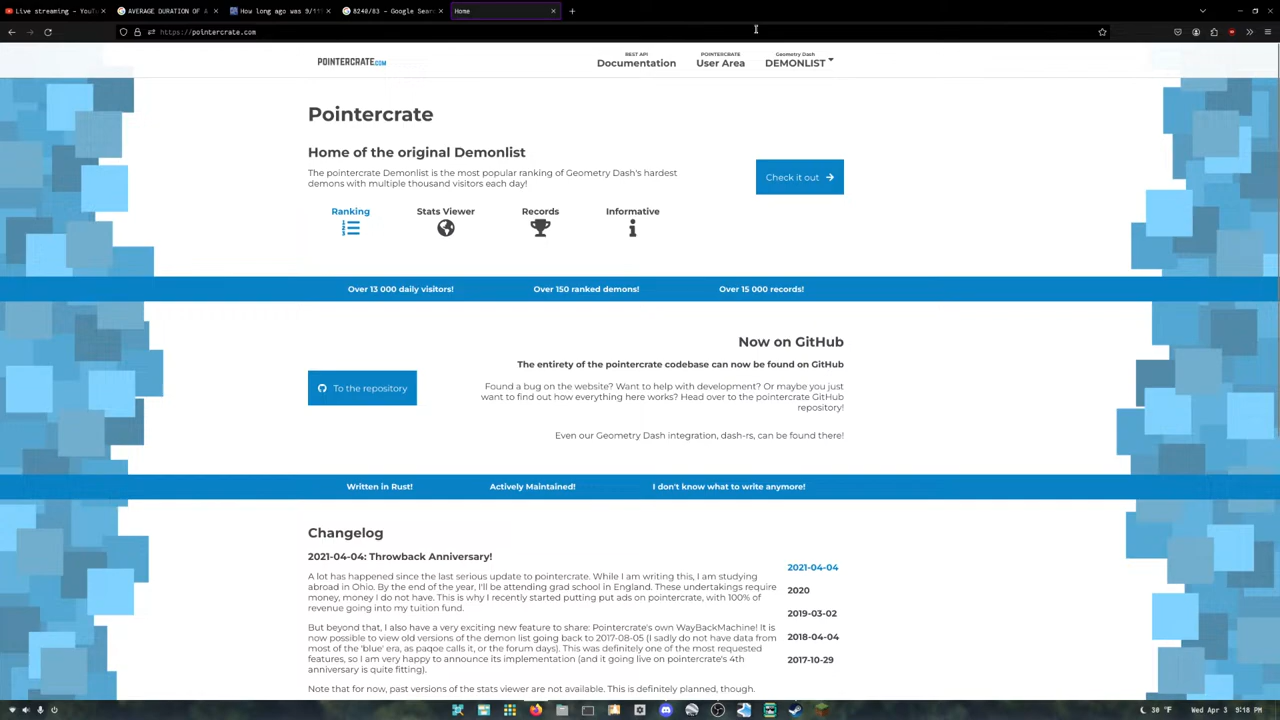 Live streaming - YouTu
AVERAGE DURATION OF A
How long ago was 9/11?
8240/83 - Google Sear
Home
https://pointercrate.com
POINTERCRATE.COM
REST API
Documentation
POINTERCRATE
User Area
Geometry Dash
DEMONLIST
Pointercrate
Home of the original Demonlist
The pointercrate Demonlist is the most popular ranking of Geometry Dash's hardest
demons with multiple thousand visitors each day!
Check it out
Ranking
Stats Viewer
Records
Informative
Over 13 000 daily visitors!
Over 150 ranked demons!
Over 15 000 records!
Now on GitHub
The entirety of the pointercrate codebase can now be found on GitHub
To the repository
Found a bug on the website? Want to help with development? Or maybe you just
want to find out how everything here works? Head over to the pointercrate GitHub
repository!
Even our Geometry Dash integration, dash-rs, can be found there!
Written in Rust!
Actively Maintained!
I don't know what to write anymore!
Changelog
2021-04-04: Throwback Anniversary!
A lot has happened since the last serious update to pointercrate. While I am writing this, I am studying
abroad in Ohio. By the end of the year, I'll be attending grad school in England. These undertakings require
money, money I do not have. This is why I recently started putting put ads on pointercrate, with 100% of
revenue going into my tuition fund.
But beyond that, I also have a very exciting new feature to share: Pointercrate's own WayBackMachine! It is
now possible to view old versions of the demon list going back to 2017-08-05 (I sadly do not have data from
most of the 'blue' era, as paqoe calls it, or the forum days). This was definitely one of the most requested
features, so I am very happy to announce its implementation (and it going live on pointercrate's 4th
anniversary is quite fitting).
Note that for now, past versions of the stats viewer are not available. This is definitely planned, though.
2021-04-04
2020
2019-03-02
2018-04-04
2017-10-29
30 °F
Wed Apr 3
9:18 PM